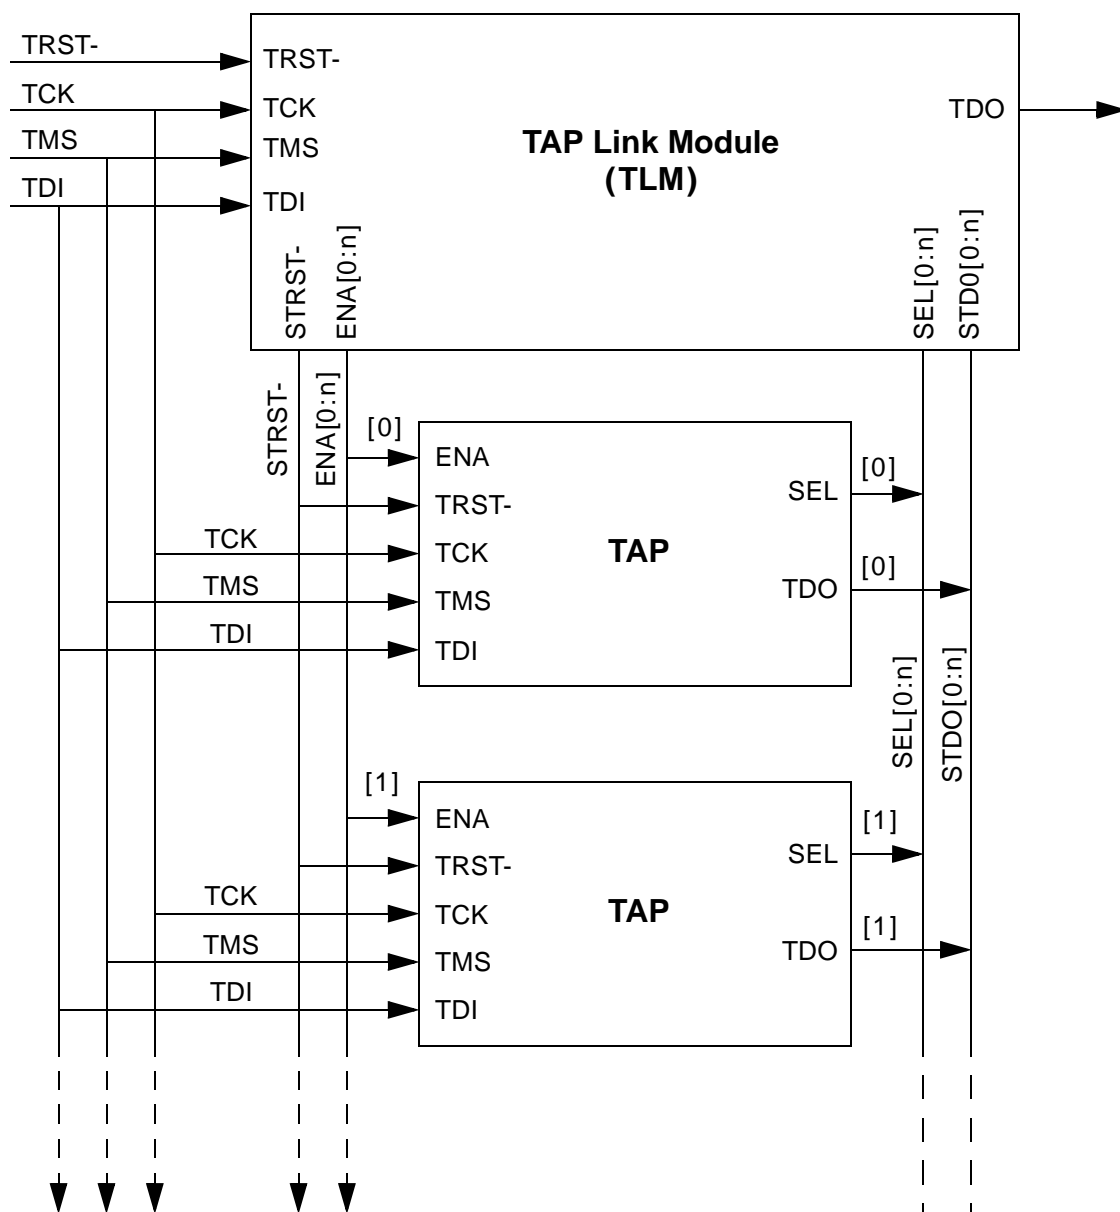 TRST-
TRST-
TCK
TCK
TDO
TMS
TMS
TAP Link Module
(TLM)
TDI
TDI
STRST-
ENA[0:n]
SEL[0:n]
STD0[0:n]
STRST-
ENA[0:n]
[0]
ENA
TRST-
SEL
[0]
TCK
TCK
TAP
TMS
TMS
TDO
[0]
TDI
TDI
SEL[0:n]
STDO[0:n]
[1]
ENA
TRST-
SEL
[1]
TCK
TCK
TAP
TMS
TMS
TDO
[1]
TDI
TDI